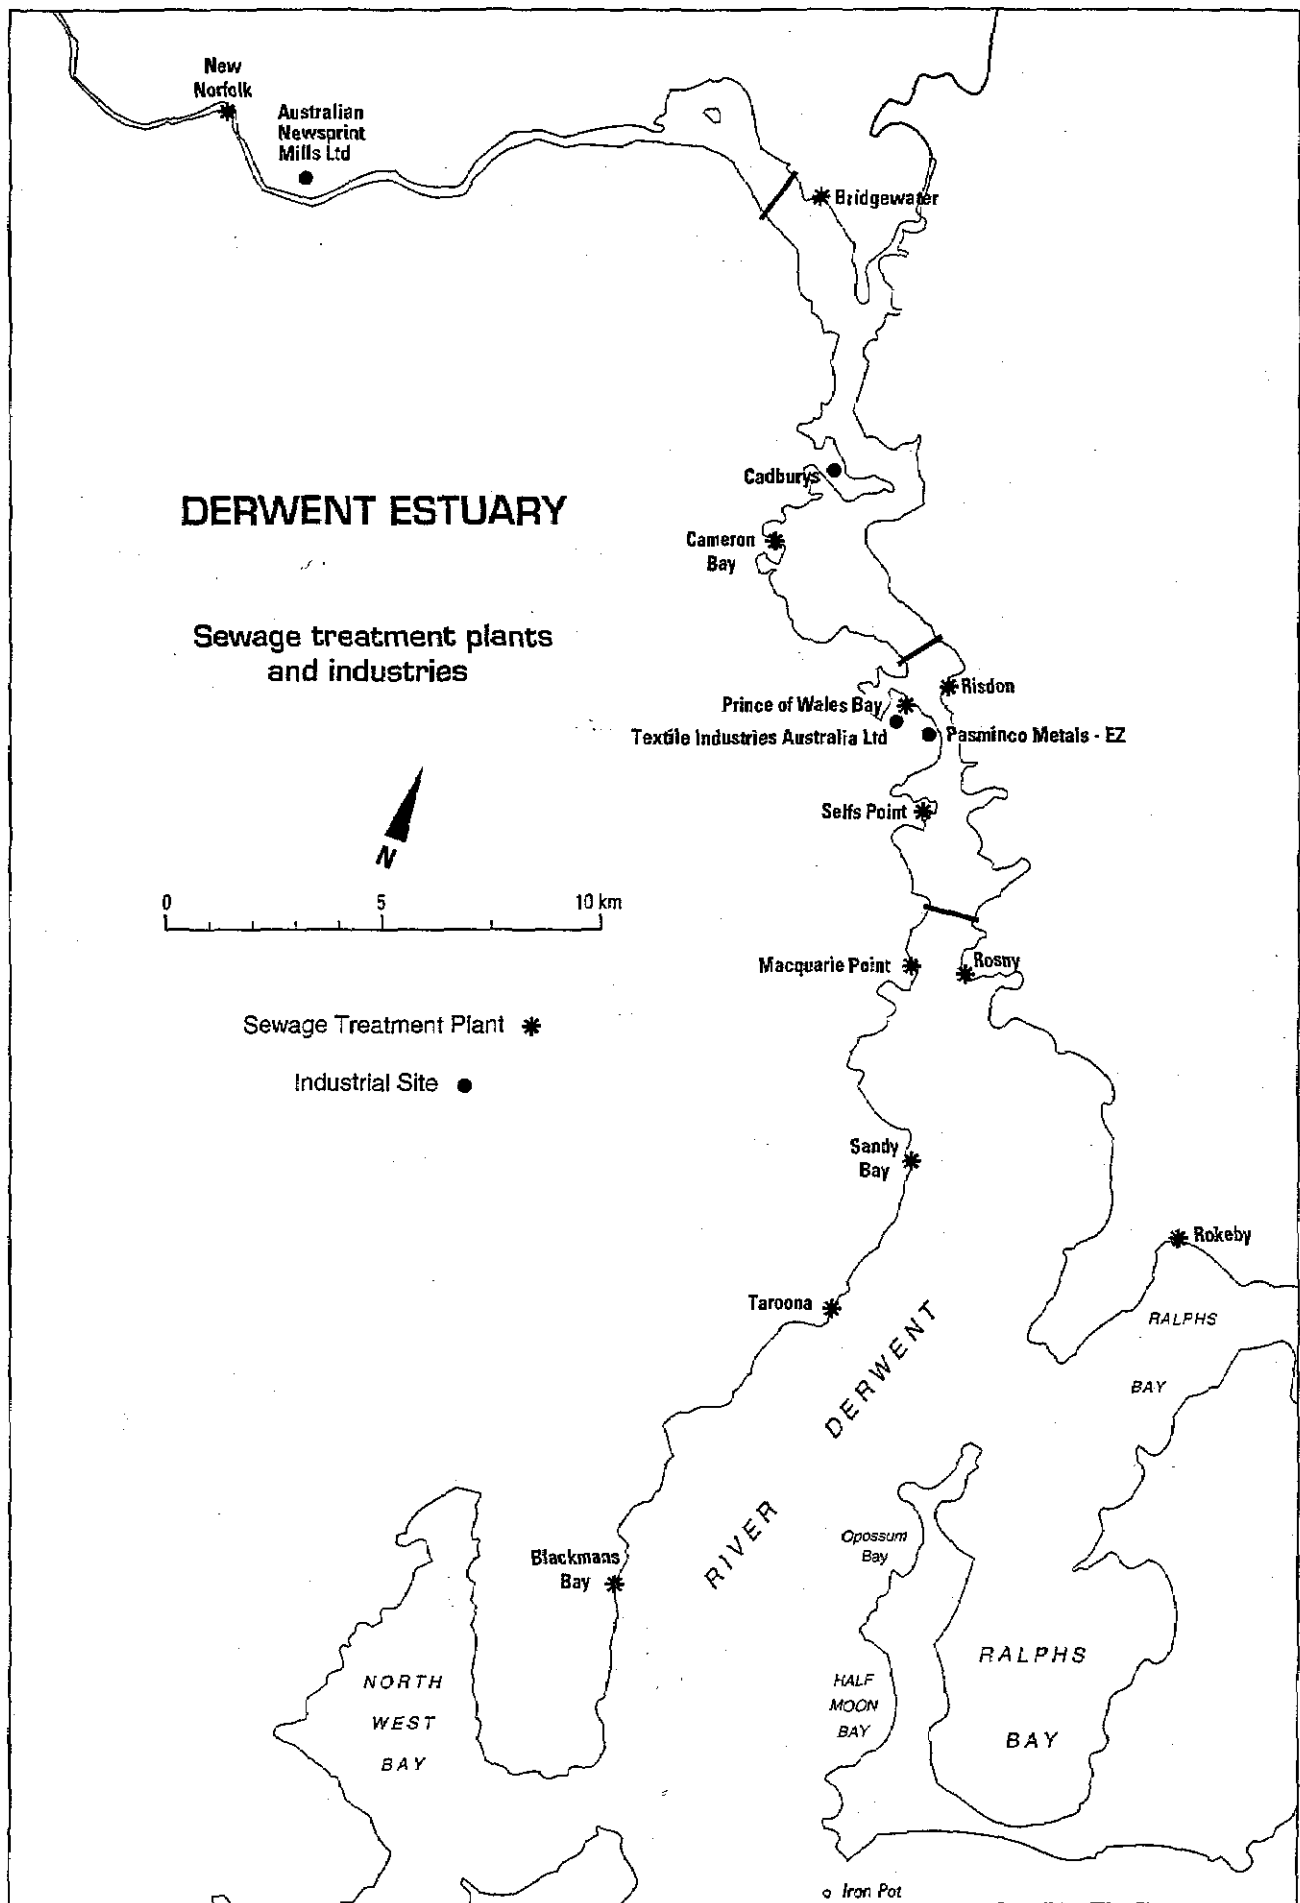 New
Norfolk
Australian
Newsprint
Mills Ltd
Bridgewater
Cadburys
DERWENT ESTUARY
Cameron
Bay
Sewage treatment plants
and industries
Risdon
Prince of Wales Bay
Textile Industries Australia Ltd
Pasminco Metals - EZ
Selfs Point
N
0 5 10 km
Macquarie Point
Rosny
Sewage Treatment Plant
Industrial Site
Sandy
Bay
Rokeby
Taroona
RALPHS
BAY
RIVER DERWENT
Opossum
Bay
Blackmans
Bay
NORTH
WEST
BAY
HALF
MOON
BAY
RALPHS
BAY
Iron Pot